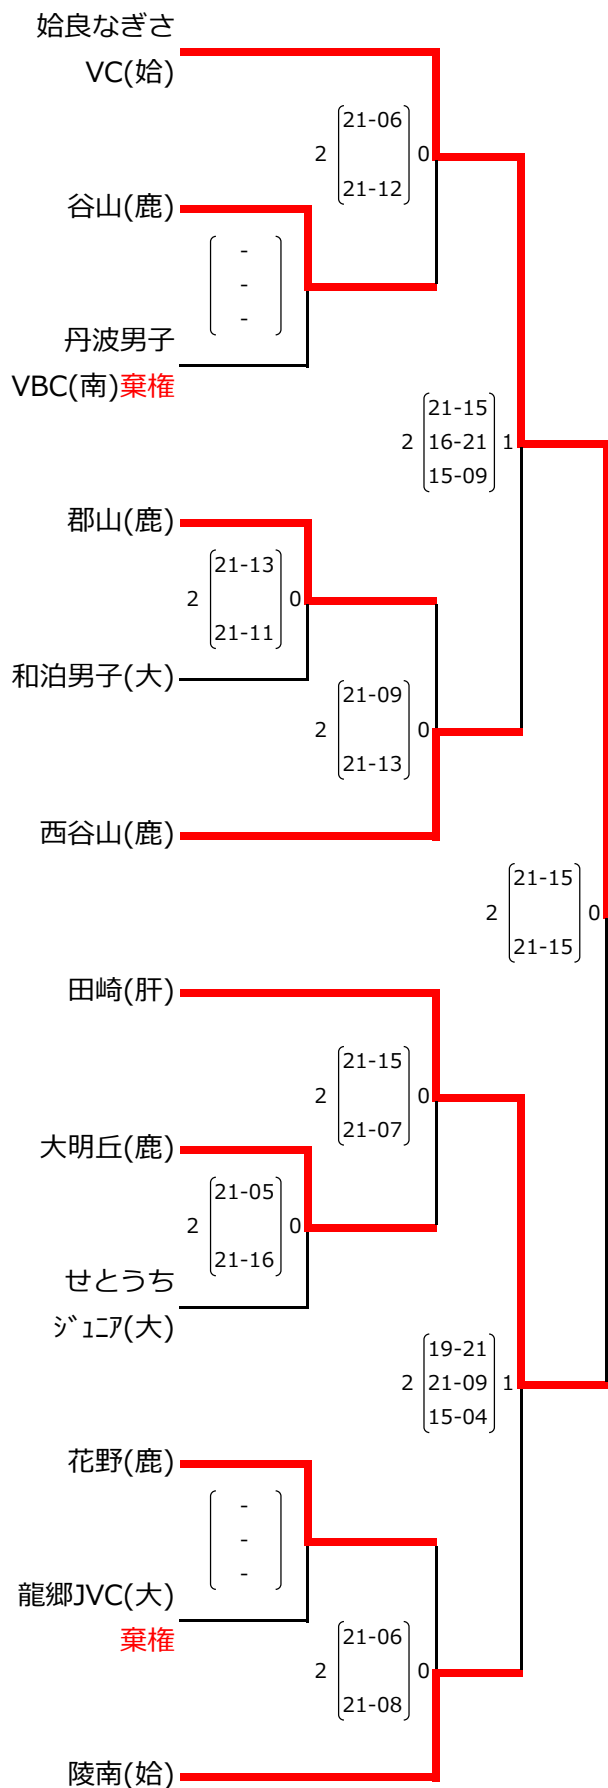 姶良なぎさ
VC(姶)
21-06
2 0
21-12
谷山(鹿)
-
-
-
丹波男子
VBC(南)棄権
21-15
2 16-21 1
15-09
郡山(鹿)
21-13
2 0
21-11
和泊男子(大)
21-09
2 0
21-13
西谷山(鹿)
21-15
2 0
21-15
田崎(肝)
21-15
2 0
21-07
大明丘(鹿)
21-05
2 0
21-16
せとうち
ｼﾞｭﾆｱ(大)
19-21
2 21-09 1
15-04
花野(鹿)
-
-
-
龍郷JVC(大)
棄権
21-06
2 0
21-08
陵南(姶)